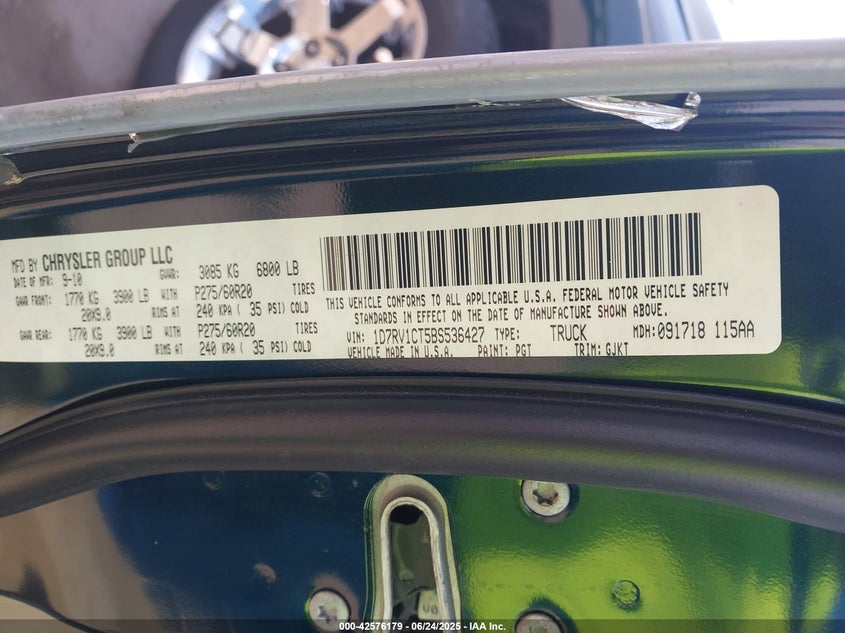 MFD BY CHRYSLER GROUP LLC
DATE OF MFR: 9-10 GVWR: 3085 KG 6800 LB
GAWR FRONT: 1770 KG 3900 LB WITH P275/60R20 TIRES
20X9.0 RIMS AT 240 KPA ( 35 PSI) COLD
GAWR REAR: 1770 KG 3900 LB WITH P275/60R20 TIRES
20X9.0 RIMS AT 240 KPA ( 35 PSI) COLD
THIS VEHICLE CONFORMS TO ALL APPLICABLE U.S.A. FEDERAL MOTOR VEHICLE SAFETY
STANDARDS IN EFFECT ON THE DATE OF MANUFACTURE SHOWN ABOVE.
VIN: 1D7RV1CT5BS536427 TYPE: TRUCK MDH: 091718 115AA
VEHICLE MADE IN U.S.A. PAINT: PGT TRIM: GJKT
000-42576179 - 06/24/2025 - IAA Inc.